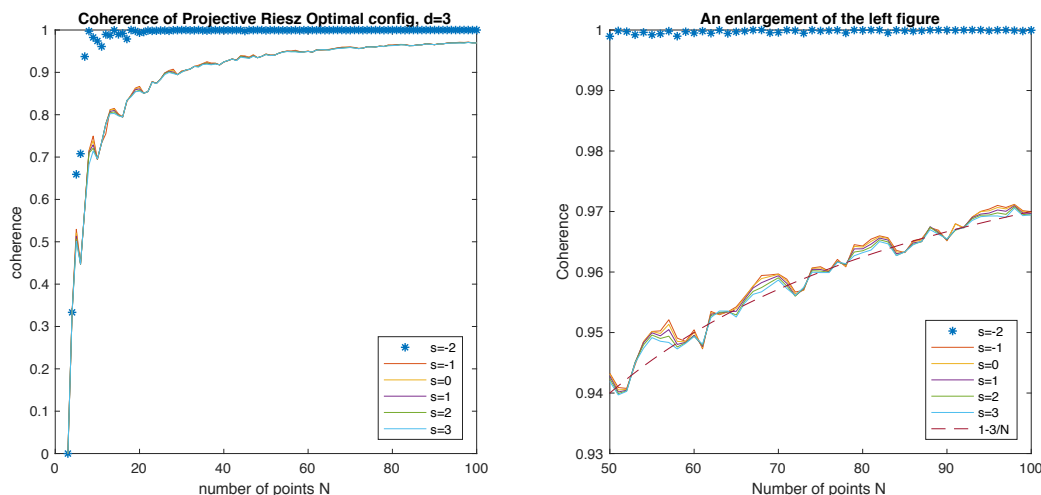 Coherence of Projective Riesz Optimal config, d=3
1
0.9
0.8
0.7
0.6
0.5
0.4
0.3
0.2
0.1
0
coherence
0
20
40
60
80
100
number of points N
s=-2
s=-1
s=0
s=1
s=2
s=3
An enlargement of the left figure
1
0.99
0.98
0.97
0.96
0.95
0.94
0.93
Coherence
50
60
70
80
90
100
Number of points N
s=-2
s=-1
s=0
s=1
s=2
s=3
1-3/N